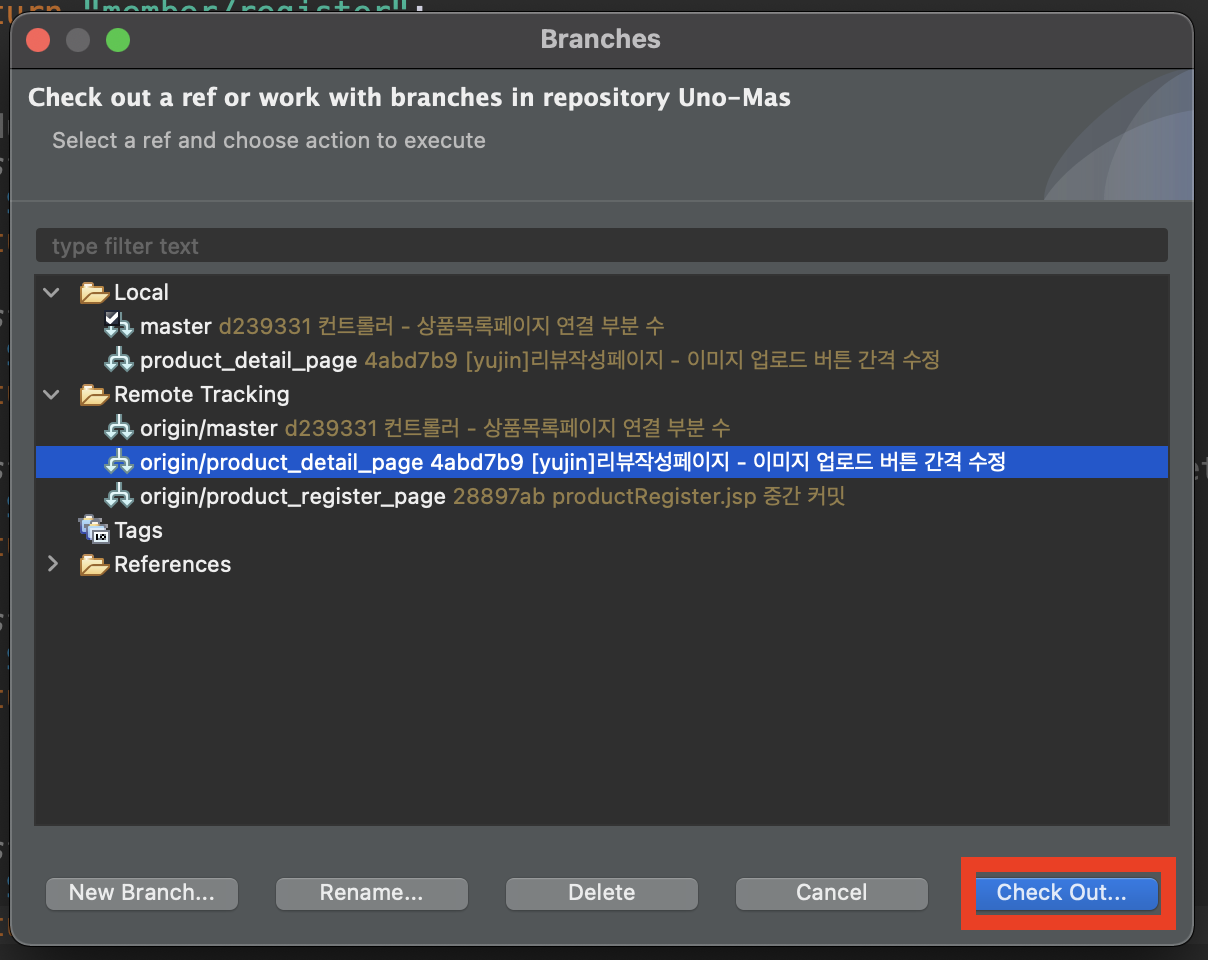 turn "member/register";
Branches
Check out a ref or work with branches in repository Uno-Mas
Select a ref and choose action to execute
type filter text
Local
master d239331 컨트롤러 - 상품목록페이지 연결 부분 수
product_detail_page 4abd7b9 [yujin]리뷰작성페이지 - 이미지 업로드 버튼 간격 수정
Remote Tracking
origin/master d239331 컨트롤러 - 상품목록페이지 연결 부분 수
origin/product_detail_page 4abd7b9 [yujin]리뷰작성페이지 - 이미지 업로드 버튼 간격 수정
origin/product_register_page 28897ab productRegister.jsp 중간 커밋
Tags
References
New Branch...
Rename...
Delete
Cancel
Check Out...